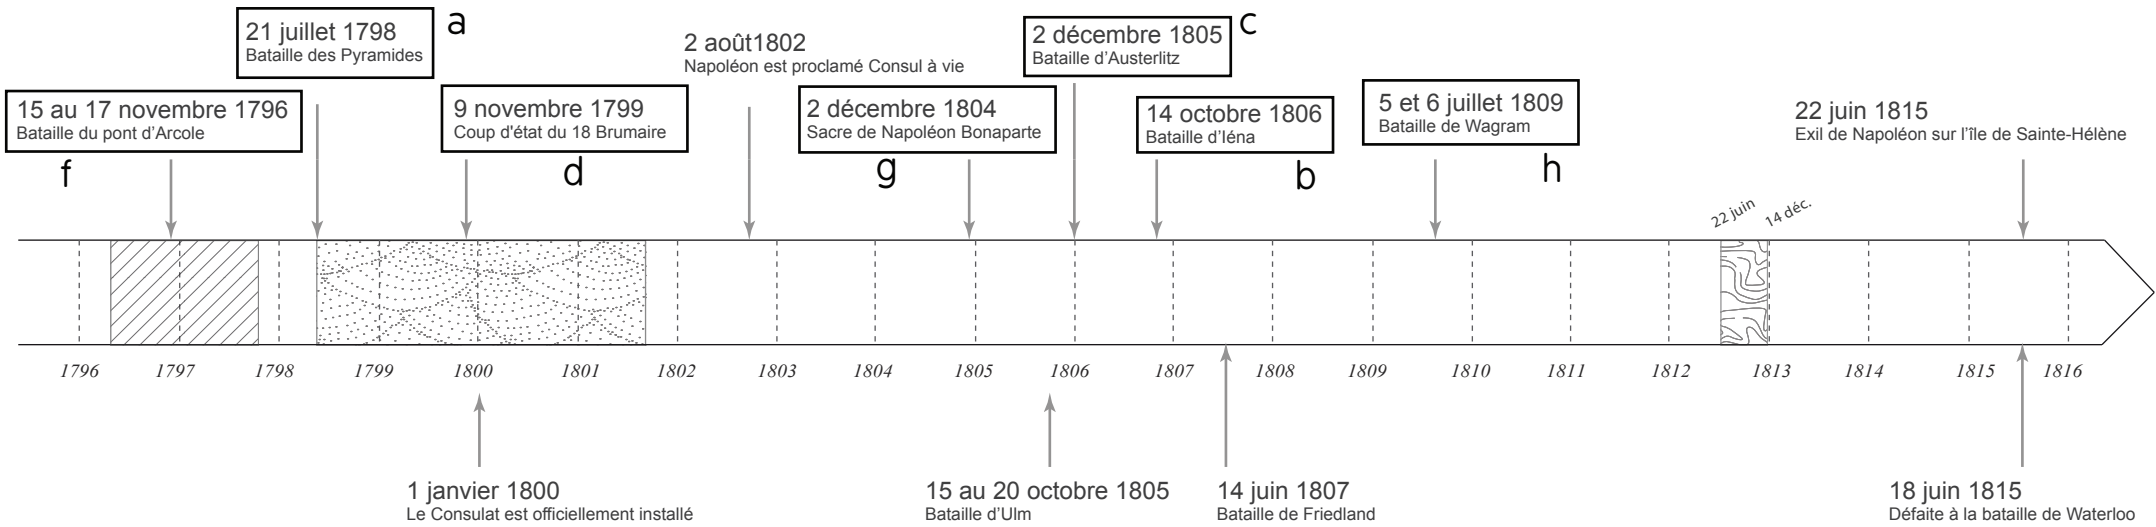 21 juillet 1798
Bataille des Pyramides
a
2 août1802
Napoléon est proclamé Consul à vie
2 décembre 1805
Bataille d'Austerlitz
c
15 au 17 novembre 1796
Bataille du pont d'Arcole
f
9 novembre 1799
Coup d'état du 18 Brumaire
d
2 décembre 1804
Sacre de Napoléon Bonaparte
g
14 octobre 1806
Bataille d'Iéna
b
5 et 6 juillet 1809
Bataille de Wagram
h
22 juin 1815
Exil de Napoléon sur l'île de Sainte-Hélène
22 juin
14 déc.
1796 1797 1798 1799 1800 1801 1802 1803 1804 1805 1806 1807 1808 1809 1810 1811 1812 1813 1814 1815 1816
1 janvier 1800
Le Consulat est officiellement installé
15 au 20 octobre 1805
Bataille d'Ulm
14 juin 1807
Bataille de Friedland
18 juin 1815
Défaite à la bataille de Waterloo